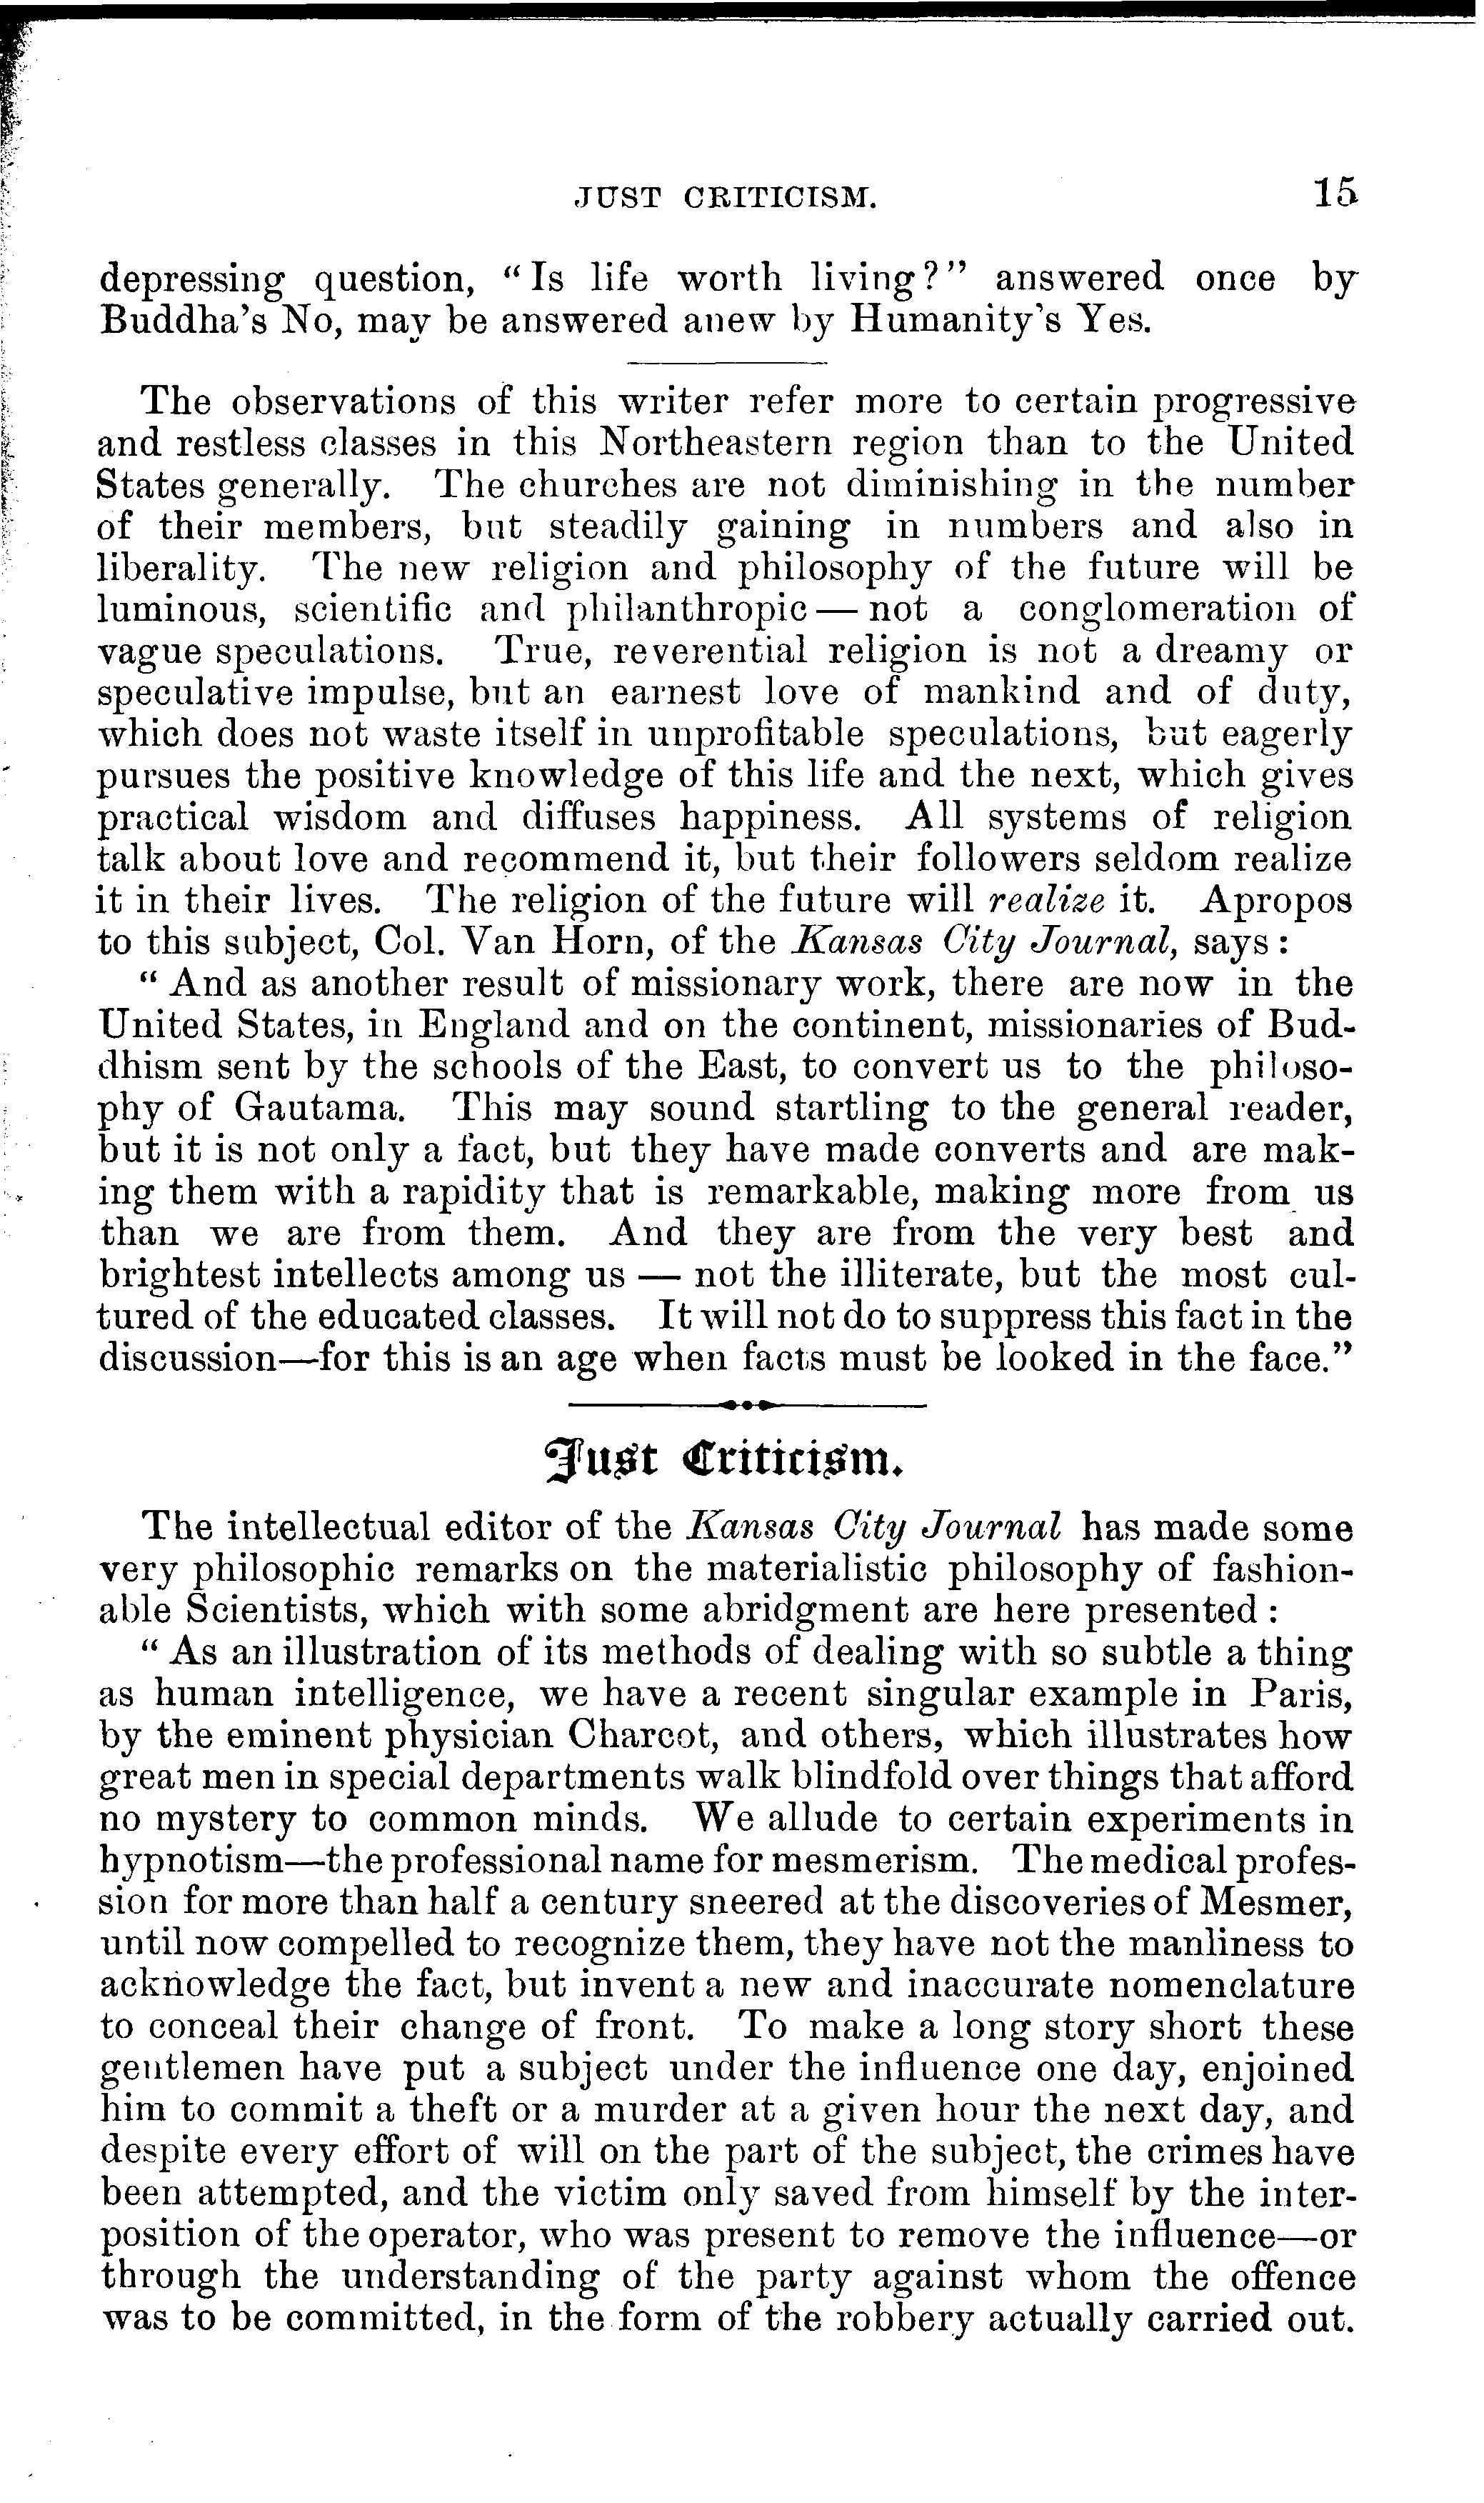 JUST CRITICISM. 15
depressing question, "Is life worth living?" answered once by
Buddha's No, may be answered anew by Humanity's Yes.
The observations of this writer refer more to certain progressive
and restless classes in this Northeastern region than to the United
States generally. The churches are not diminishing in the number
of their members, but steadily gaining in numbers and also in
liberality. The new religion and philosophy of the future will be
luminous, scientific and philanthropic — not a conglomeration of
vague speculations. True, reverential religion is not a dreamy or
speculative impulse, but an earnest love of mankind and of duty,
which does not waste itself in unprofitable speculations, but eagerly
pursues the positive knowledge of this life and the next, which gives
practical wisdom and diffuses happiness. All systems of religion
talk about love and recommend it, but their followers seldom realize
it in their lives. The religion of the future will realize it. Apropos
to this subject, Col. Van Horn, of the Kansas City Journal, says:
"And as another result of missionary work, there are now in the
United States, in England and on the continent, missionaries of Bud-
dhism sent by the schools of the East, to convert us to the philoso-
phy of Gautama. This may sound startling to the general reader,
but it is not only a fact, but they have made converts and are mak-
ing them with a rapidity that is remarkable, making more from us
than we are from them. And they are from the very best and
brightest intellects among us — not the illiterate, but the most cul-
tured of the educated classes. It will not do to suppress this fact in the
discussion—for this is an age when facts must be looked in the face."
Just Criticism.
The intellectual editor of the Kansas City Journal has made some
very philosophic remarks on the materialistic philosophy of fashion-
able Scientists, which with some abridgment are here presented:
"As an illustration of its methods of dealing with so subtle a thing
as human intelligence, we have a recent singular example in Paris,
by the eminent physician Charcot, and others, which illustrates how
great men in special departments walk blindfold over things that afford
no mystery to common minds. We allude to certain experiments in
hypnotism—the professional name for mesmerism. The medical profes-
sion for more than half a century sneered at the discoveries of Mesmer,
until now compelled to recognize them, they have not the manliness to
acknowledge the fact, but invent a new and inaccurate nomenclature
to conceal their change of front. To make a long story short these
gentlemen have put a subject under the influence one day, enjoined
him to commit a theft or a murder at a given hour the next day, and
despite every effort of will on the part of the subject, the crimes have
been attempted, and the victim only saved from himself by the inter-
position of the operator, who was present to remove the influence—or
through the understanding of the party against whom the offence
was to be committed, in the form of the robbery actually carried out.